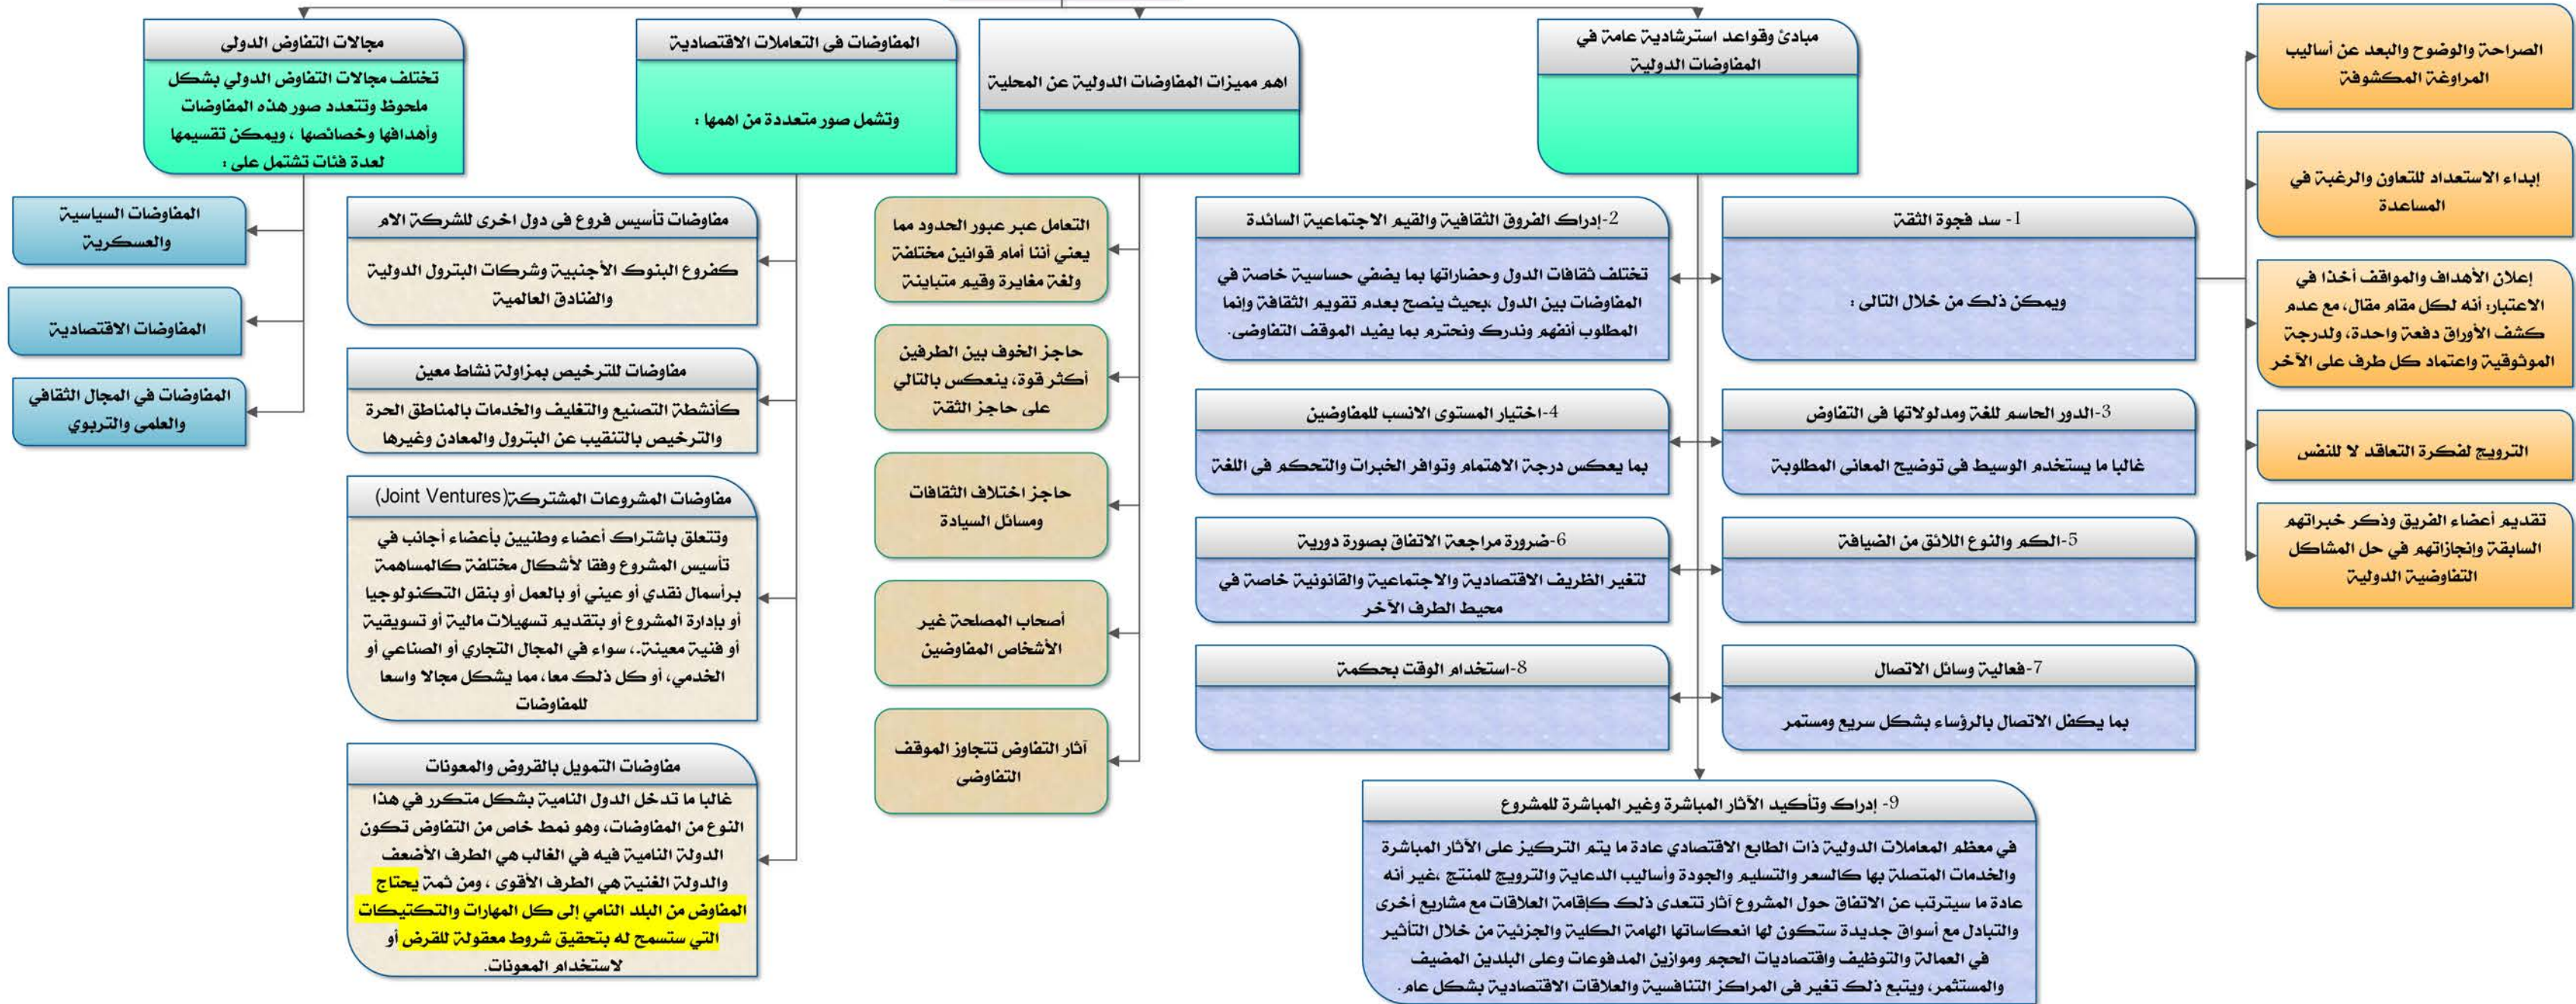 مبادئ وقواعد استرشادية عامة في
المفاوضات الدولية
1- سد فجوة الثقة
ويمكن ذلك من خلال التالى :
الصراحة والوضوح والبعد عن أساليب
المراوغة المكشوفة
إبداء الاستعداد للتعاون والرغبة في
المساعدة
إعلان الأهداف والمواقف أخذا في
الاعتبار: أنه لكل مقام مقال، مع عدم
كشف الأوراق دفعة واحدة، ولدرجة
الموثوقية واعتماد كل طرف على الآخر
الترويج لفكرة التعاقد لا للنفس
تقديم أعضاء الفريق وذكر خبراتهم
السابقة وإنجازاتهم في حل المشاكل
التفاوضية الدولية
2-إدراك الفروق الثقافية والقيم الاجتماعية السائدة
تختلف ثقافات الدول وحضاراتها بما يضفي حساسية خاصة في
المفاوضات بين الدول ،بحيث ينصح بعدم تقويم الثقافة وإنما
المطلوب أنفهم وندرك ونحترم بما يفيد الموقف التفاوضى.
3-الدور الحاسم للغة ومدلولاتها فى التفاوض
غالبا ما يستخدم الوسيط فى توضيح المعانى المطلوبة
4-اختيار المستوى الانسب للمفاوضين
بما يعكس درجة الاهتمام وتوافر الخبرات والتحكم فى اللغة
5-الكم والنوع اللائق من الضيافة
6-ضرورة مراجعة الاتفاق بصورة دورية
لتغير الظريف الاقتصادية والاجتماعية والقانونية خاصة في
محيط الطرف الآخر
7-فعالية وسائل الاتصال
بما يكفل الاتصال بالرؤساء بشكل سريع ومستمر
8-استخدام الوقت بحكمة
9- إدراك وتأكيد الآثار المباشرة وغير المباشرة للمشروع
في معظم المعاملات الدولية ذات الطابع الاقتصادي عادة ما يتم التركيز على الآثار المباشرة
والخدمات المتصلة بها كالسعر والتسليم والجودة وأساليب الدعاية والترويج للمنتج ،غير أنه
عادة ما سيترتب عن الاتفاق حول المشروع آثار تتعدى ذلك كإقامة العلاقات مع مشاريع أخرى
والتبادل مع أسواق جديدة ستكون لها انعكاساتها الهامة الكلية والجزئية من خلال التأثير
في العمالة والتوظيف واقتصاديات الحجم وموازين المدفوعات وعلى البلدين المضيف
والمستثمر، ويتبع ذلك تغير فى المراكز التنافسية والعلاقات الاقتصادية بشكل عام.
اهم مميزات المفاوضات الدولية عن المحلية
التعامل عبر عبور الحدود مما
يعني أننا أمام قوانين مختلفة
ولغة مغايرة وقيم متباينة
حاجز الخوف بين الطرفين
أكثر قوة، ينعكس بالتالي
على حاجز الثقة
حاجز اختلاف الثقافات
ومسائل السيادة
أصحاب المصلحة غير
الأشخاص المفاوضين
آثار التفاوض تتجاوز الموقف
التفاوضى
المفاوضات فى التعاملات الاقتصادية
وتشمل صور متعددة من اهمها :
مفاوضات تأسيس فروع فى دول اخرى للشركة الام
كفروع البنوك الأجنبية وشركات البترول الدولية
والفنادق العالمية
مفاوضات للترخيص بمزاولة نشاط معين
كأنشطة التصنيع والتغليف والخدمات بالمناطق الحرة
والترخيص بالتنقيب عن البترول والمعادن وغيرها
مفاوضات المشروعات المشتركة(Joint Ventures)
وتتعلق باشتراك أعضاء وطنيين بأعضاء أجانب في
تأسيس المشروع وفقا لأشكال مختلفة كالمساهمة
برأسمال نقدي أو عيني أو بالعمل أو بنقل التكنولوجيا
أو بإدارة المشروع أو بتقديم تسهيلات مالية أو تسويقية
أو فنية معينة.، سواء في المجال التجاري أو الصناعي أو
الخدمي، أو كل ذلك معا، مما يشكل مجالا واسعا
للمفاوضات
مفاوضات التمويل بالقروض والمعونات
غالبا ما تدخل الدول النامية بشكل متكرر في هذا
النوع من المفاوضات، وهو نمط خاص من التفاوض تكون
الدولة النامية فيه في الغالب هي الطرف الأضعف
والدولة الغنية هي الطرف الأقوى ، ومن ثمة يحتاج
المفاوض من البلد النامي إلى كل المهارات والتكتيكات
التي ستسمح له بتحقيق شروط معقولة للقرض أو
لاستخدام المعونات.
مجالات التفاوض الدولى
تختلف مجالات التفاوض الدولي بشكل
ملحوظ وتتعدد صور هذه المفاوضات
وأهدافها وخصائصها ، ويمكن تقسيمها
لعدة فئات تشتمل على :
المفاوضات السياسية
والعسكرية
المفاوضات الاقتصادية
المفاوضات في المجال الثقافي
والعلمى والتربوي